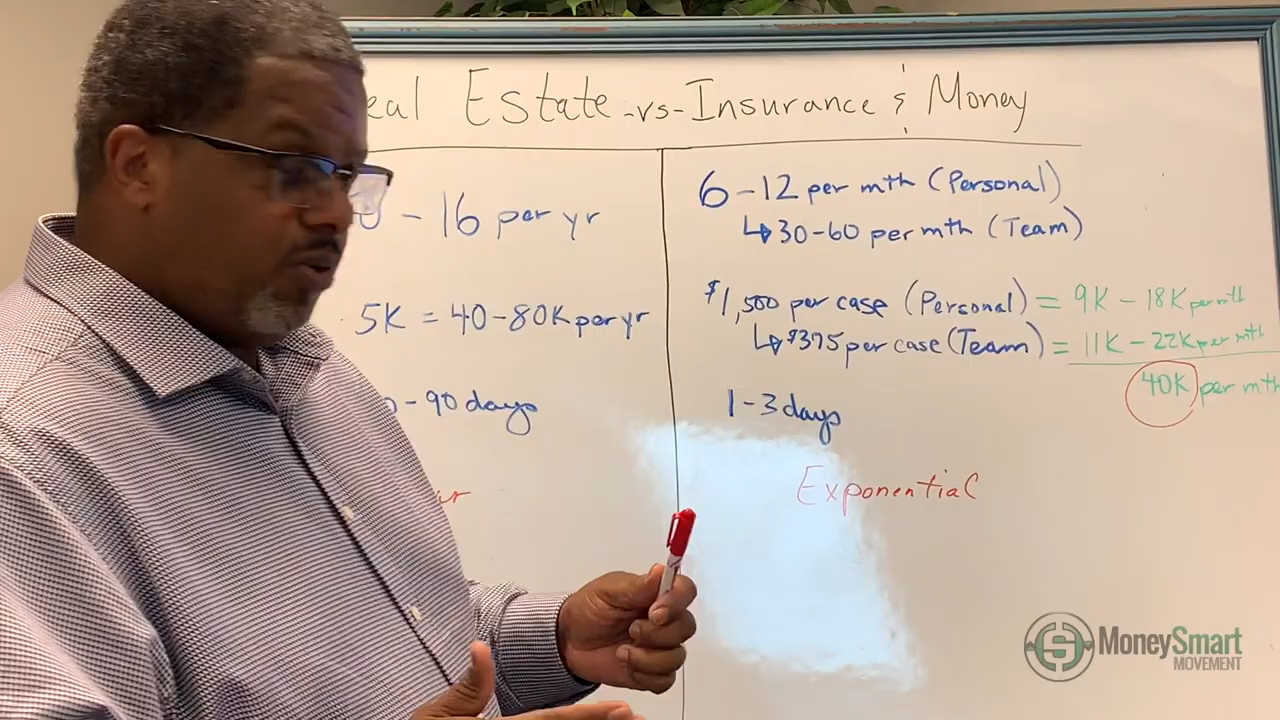 eal Estate -vs- Insurance & Money
- 16 per yr
5K = 40-80K per yr
- 90 days
6-12 per mth (Personal)
↳ 30-60 per mth (Team)
$1,500 per case (Personal) = 9K - 18K per mth
↳ $375 per case (Team) = 11K - 22K per mth
40K per mth
1-3 days
Exponential
MoneySmart
MOVEMENT